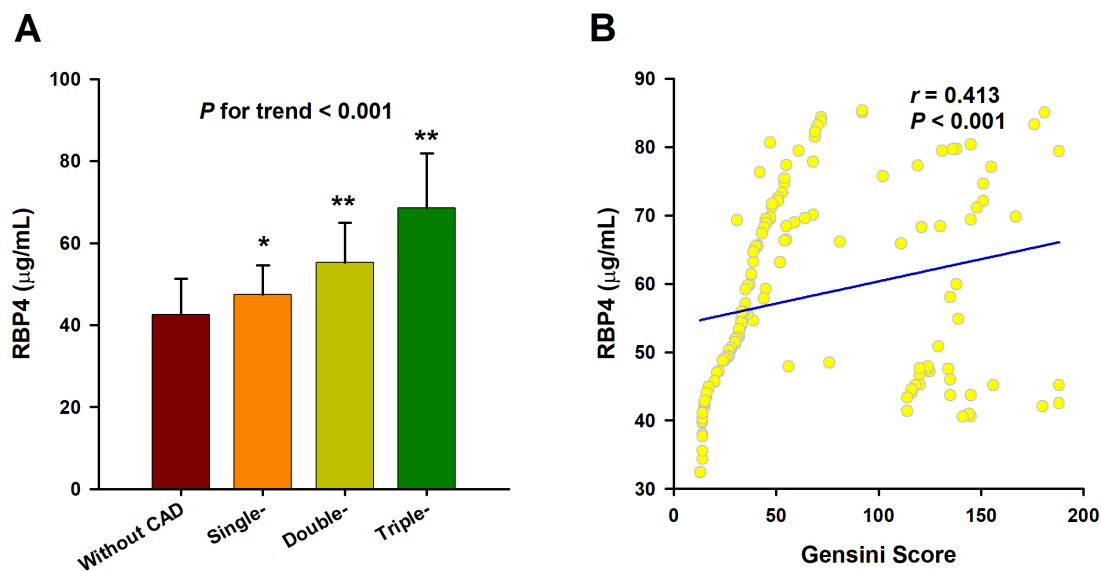 A
P for trend < 0.001
RBP4 (μg/mL)
100
80
60
40
20
0
*
**
**
Without CAD
Single-
Double-
Triple-
B
r = 0.413
P < 0.001
RBP4 (μg/mL)
90
80
70
60
50
40
30
0
50
100
150
200
Gensini Score